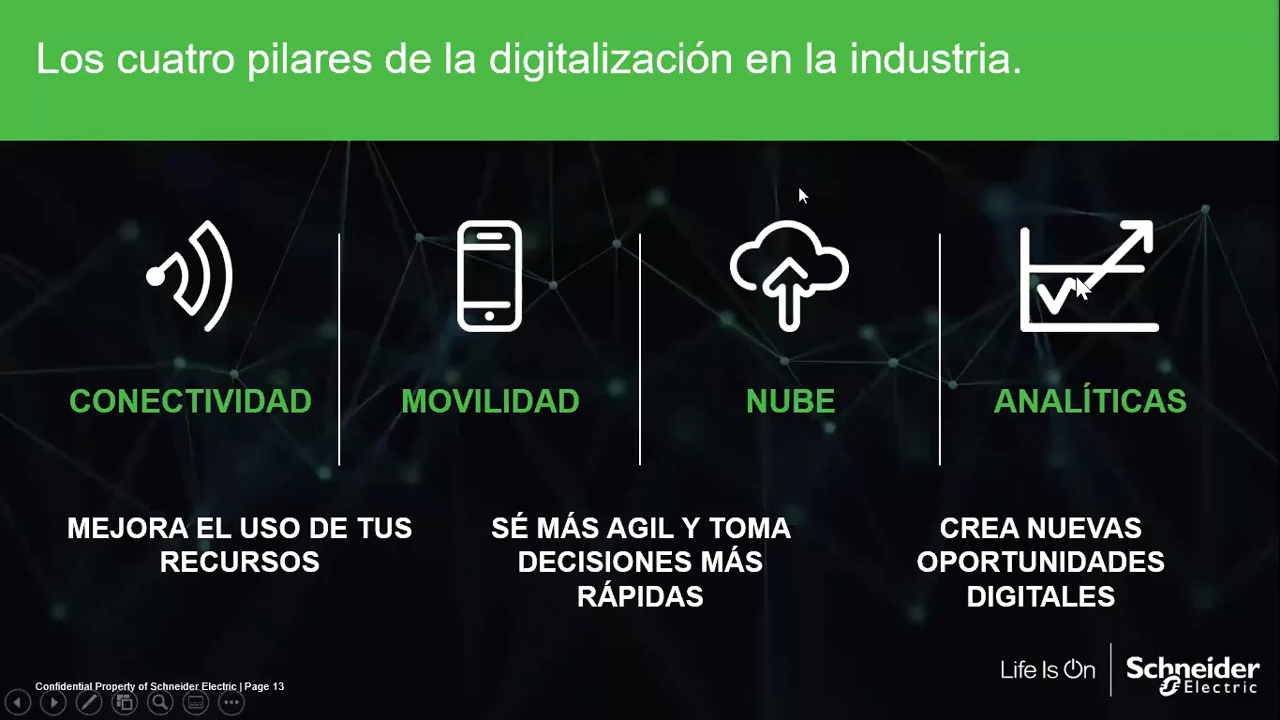 Los cuatro pilares de la digitalización en la industria.
CONECTIVIDAD
MOVILIDAD
NUBE
ANALÍTICAS
MEJORA EL USO DE TUS
RECURSOS
SÉ MÁS AGIL Y TOMA
DECISIONES MÁS
RÁPIDAS
CREA NUEVAS
OPORTUNIDADES
DIGITALES
Life Is On
Schneider
Electric
Confidential Property of Schneider Electric | Page 13